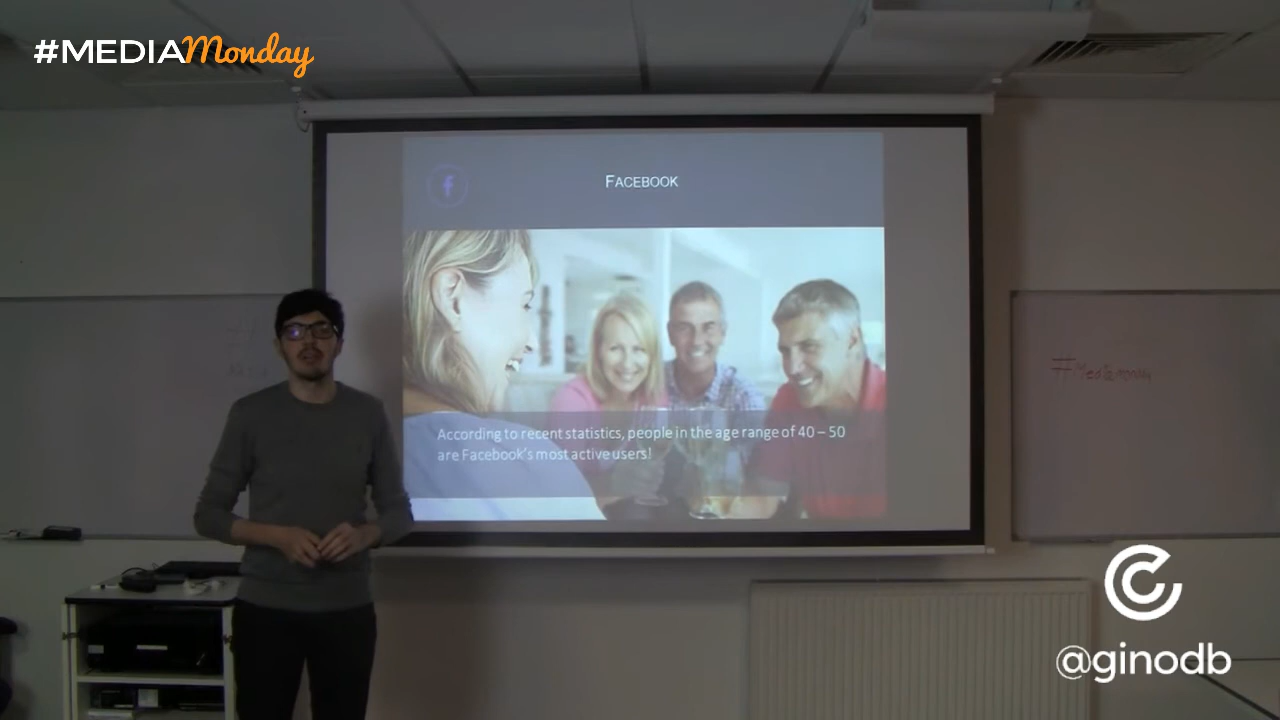 #MEDIAMonday
FACEBOOK
According to recent statistics, people in the age range of 40 – 50
are Facebook's most active users!
#Mediamonday
@ginodb